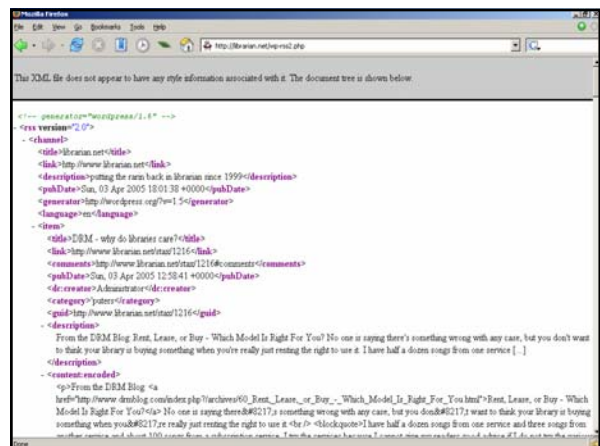 Mozilla Firefox
File Edit View Go Bookmarks Tools Help
http://librarian.net/wp-rss2.php
This XML file does not appear to have any style information associated with it. The document tree is shown below.
<!-- generator="wordpress/1.6" -->
- <rss version="2.0">
- <channel>
<title>librarian.net</title>
<link>http://www.librarian.net</link>
<description>putting the rarin back in librarian since 1999</description>
<pubDate>Sun, 03 Apr 2005 18:01:38 +0000</pubDate>
<generator>http://wordpress.org/?v=1.5</generator>
<language>en</language>
- <item>
<title>DRM - why do libraries care?</title>
<link>http://www.librarian.net/stax/1216</link>
<comments>http://www.librarian.net/stax/1216#comments</comments>
<pubDate>Sun, 03 Apr 2005 12:58:41 +0000</pubDate>
<dc:creator>Administrator</dc:creator>
<category>'puters</category>
<guid>http://www.librarian.net/stax/1216</guid>
- <description>
From the DRM Blog: Rent, Lease, or Buy - Which Model Is Right For You? No one is saying there's something wrong with any case, but you don't want
to think your library is buying something when you're really just renting the right to use it. I have half a dozen songs from one service [...]
</description>
- <content:encoded>
<p>From the DRM Blog <a
href="http://www.drmblog.com/index.php?/archives/60_Rent,_Lease,_or_Buy_-_Which_Model_Is_Right_For_You.html">Rent, Lease, or Buy - Which
Model Is Right For You?</a> No one is saying there&#8217;s something wrong with any case, but you don&#8217;t want to think your library is buying
something when you&#8217;re really just renting the right to use it <br /> <blockquote>I have half a dozen songs from one service and three songs from
Done